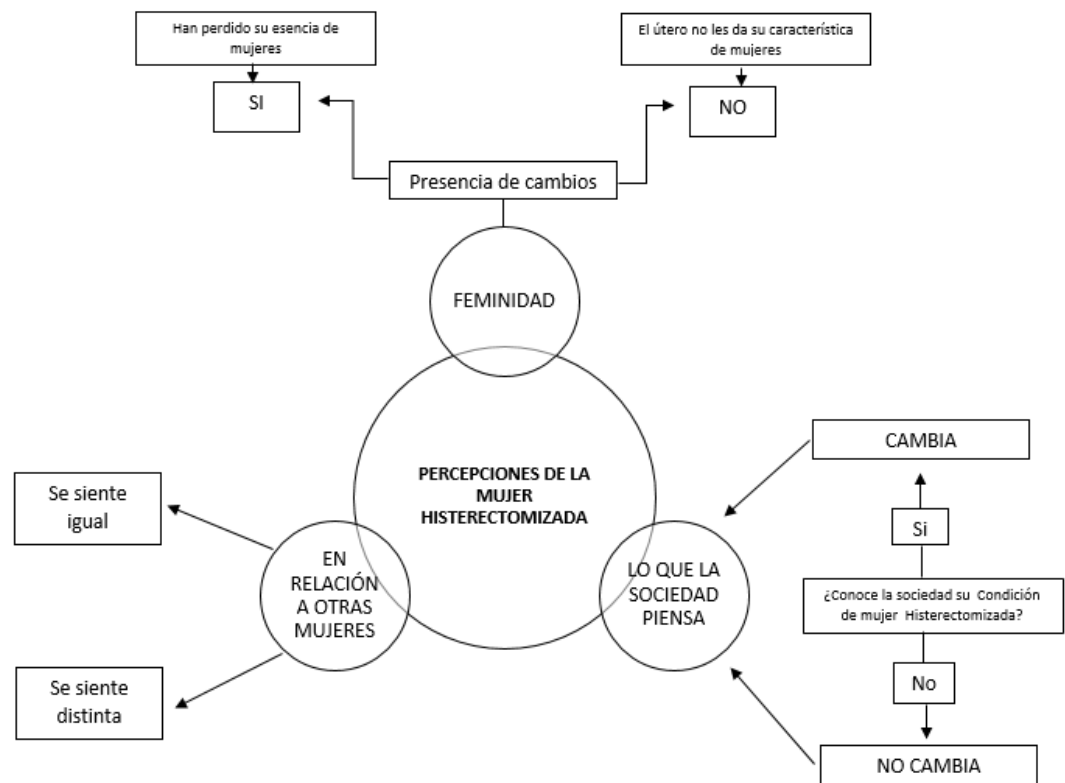 Han perdido su esencia de
mujeres
El útero no les da su característica
de mujeres
SI
NO
Presencia de cambios
FEMINIDAD
PERCEPCIONES DE LA
MUJER
HISTERECTOMIZADA
CAMBIA
Si
¿Conoce la sociedad su Condición
de mujer Histerectomizada?
No
NO CAMBIA
LO QUE LA
SOCIEDAD
PIENSA
Se siente
igual
EN
RELACIÓN
A OTRAS
MUJERES
Se siente
distinta